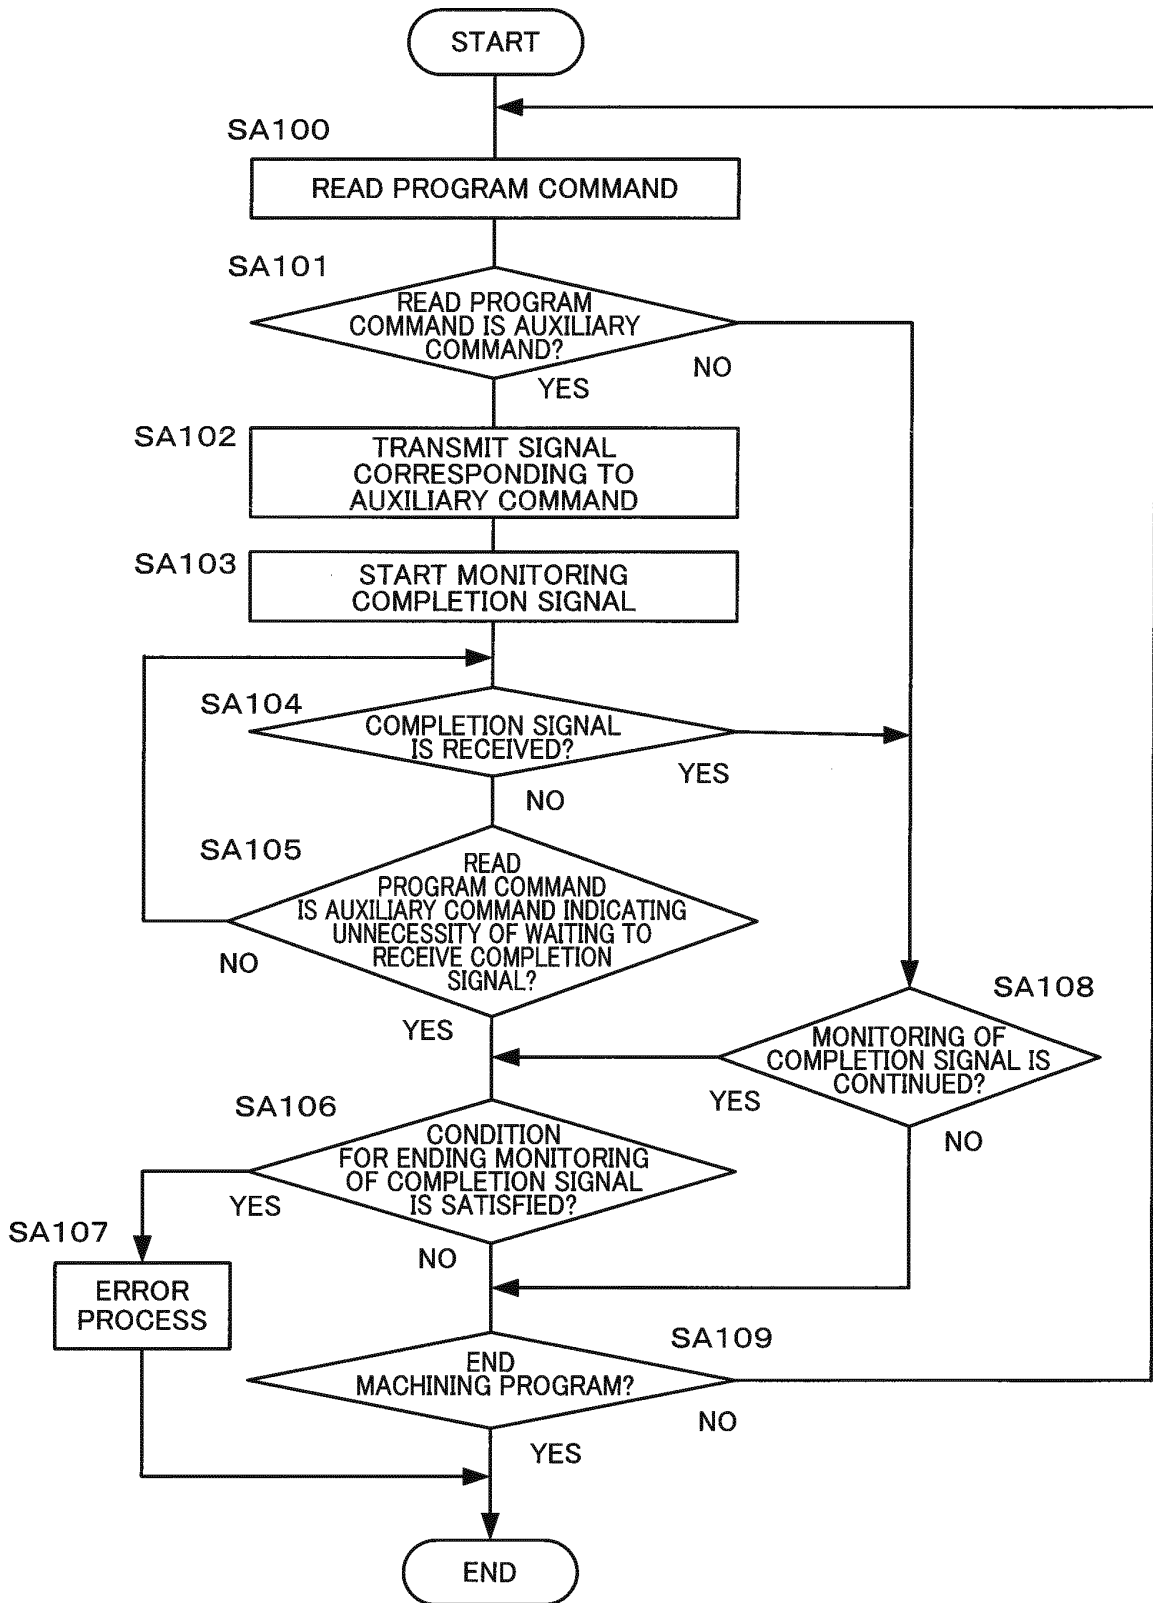 START
SA100
READ PROGRAM COMMAND
SA101
READ PROGRAM
COMMAND IS AUXILIARY
COMMAND?
NO
YES
SA102
TRANSMIT SIGNAL
CORRESPONDING TO
AUXILIARY COMMAND
SA103
START MONITORING
COMPLETION SIGNAL
SA104
COMPLETION SIGNAL
IS RECEIVED?
YES
NO
SA105
READ
PROGRAM COMMAND
IS AUXILIARY COMMAND INDICATING
UNNECESSITY OF WAITING TO
RECEIVE COMPLETION
SIGNAL?
NO
YES
SA108
MONITORING OF
COMPLETION SIGNAL IS
CONTINUED?
YES
NO
SA106
CONDITION
FOR ENDING MONITORING
OF COMPLETION SIGNAL
IS SATISFIED?
YES
NO
SA107
ERROR
PROCESS
SA109
END
MACHINING PROGRAM?
NO
YES
END